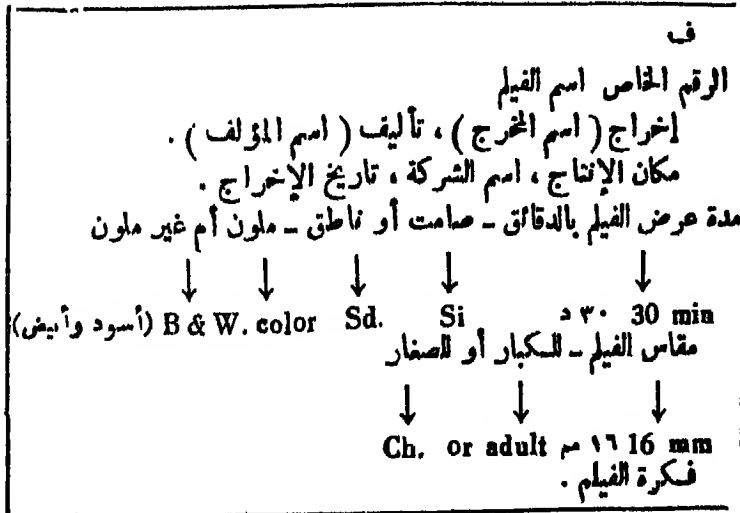 ف
الرقم الخاص اسم الفيلم
إخراج ( اسم المخرج ) ، تأليف ( اسم المؤلف ) .
مكان الإنتاج ، اسم الشركة ، تاريخ الإخراج .
مدة عرض الفيلم بالدقائق ـ صامت أو ناطق ـ ملون أم غير ملون
↓ ↓ ↓ ↓ ↓
30 min ٣٠ د Si Sd. color B & W. (أسود وأبيض)
مقاس الفيلم ـ للكبار أو للصغار
↓ ↓ ↓
16 mm ١٦ مم Ch. or adult
فكرة الفيلم .